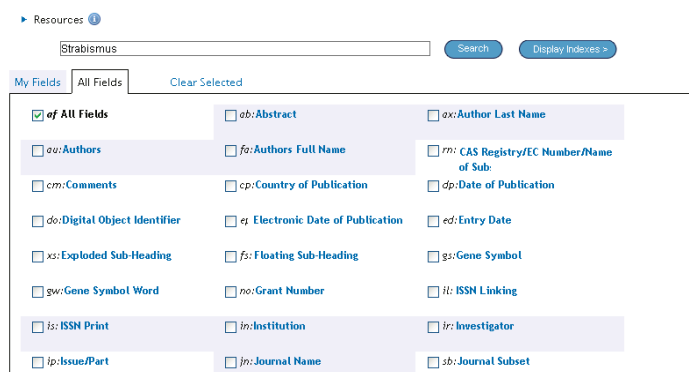 Resources
Strabismus
Search
Display Indexes >
My Fields
All Fields
Clear Selected
af All Fields
ab: Abstract
ax: Author Last Name
au: Authors
fa: Authors Full Name
rn: CAS Registry/EC Number/Name
of Sub:
cm: Comments
cp: Country of Publication
dp: Date of Publication
do: Digital Object Identifier
ep Electronic Date of Publication
ed: Entry Date
xs: Exploded Sub-Heading
fs: Floating Sub-Heading
gs: Gene Symbol
gw: Gene Symbol Word
no: Grant Number
il: ISSN Linking
is: ISSN Print
in: Institution
ir: Investigator
ip: Issue/Part
jn: Journal Name
sb: Journal Subset